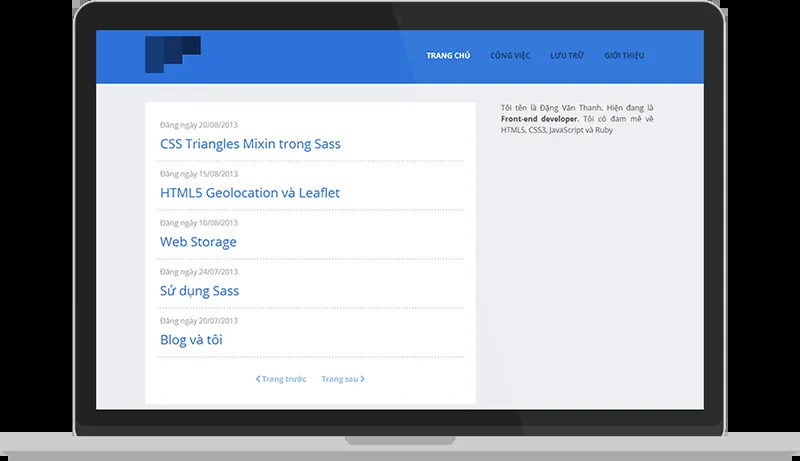 TRANG CHỦ CÔNG VIỆC LƯU TRỮ GIỚI THIỆU
Đăng ngày 20/08/2013
CSS Triangles Mixin trong Sass
Đăng ngày 15/08/2013
HTML5 Geolocation và Leaflet
Đăng ngày 10/08/2013
Web Storage
Đăng ngày 24/07/2013
Sử dụng Sass
Đăng ngày 20/07/2013
Blog và tôi
Trang trước Trang sau
Tôi tên là Đặng Văn Thanh. Hiện đang là
Front-end developer. Tôi có đam mê về
HTML5, CSS3, JavaScript và Ruby